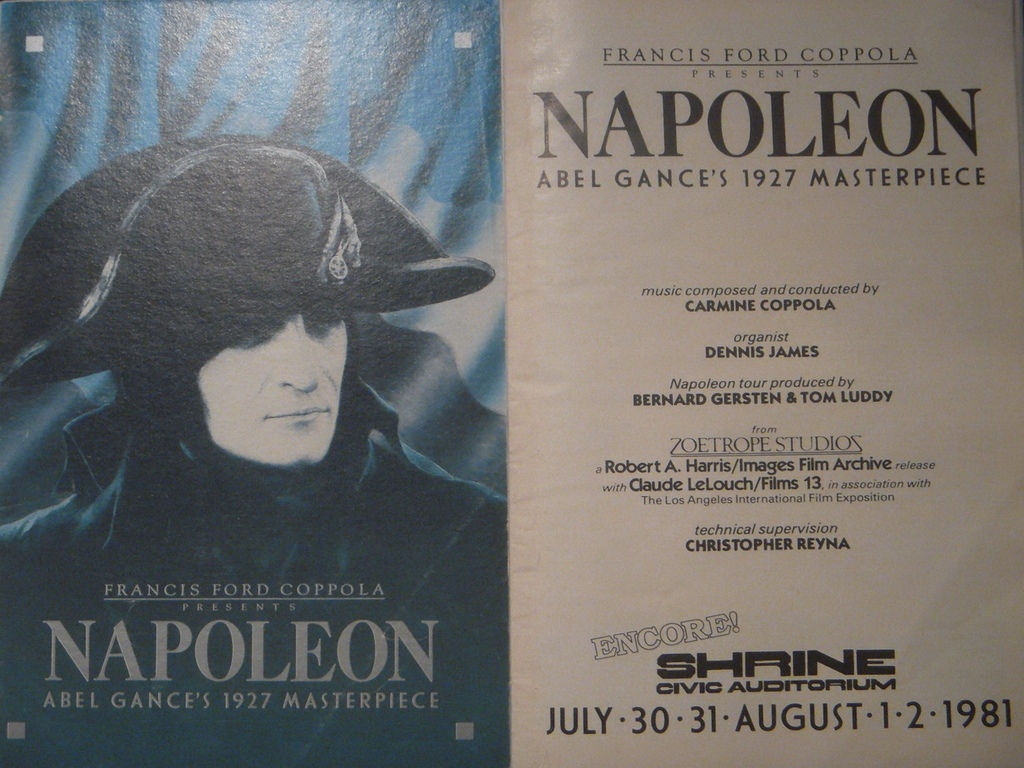 FRANCIS FORD COPPOLA
PRESENTS
NAPOLEON
ABEL GANCE'S 1927 MASTERPIECE
FRANCIS FORD COPPOLA
PRESENTS
NAPOLEON
ABEL GANCE'S 1927 MASTERPIECE
music composed and conducted by
CARMINE COPPOLA
organist
DENNIS JAMES
Napoleon tour produced by
BERNARD GERSTEN & TOM LUDDY
from
ZOETROPE STUDIOS
a Robert A. Harris/Images Film Archive release
with Claude LeLouch/Films 13, in association with
The Los Angeles International Film Exposition
technical supervision
CHRISTOPHER REYNA
ENCORE!
SHRINE
CIVIC AUDITORIUM
JULY·30·31·AUGUST·1·2·1981